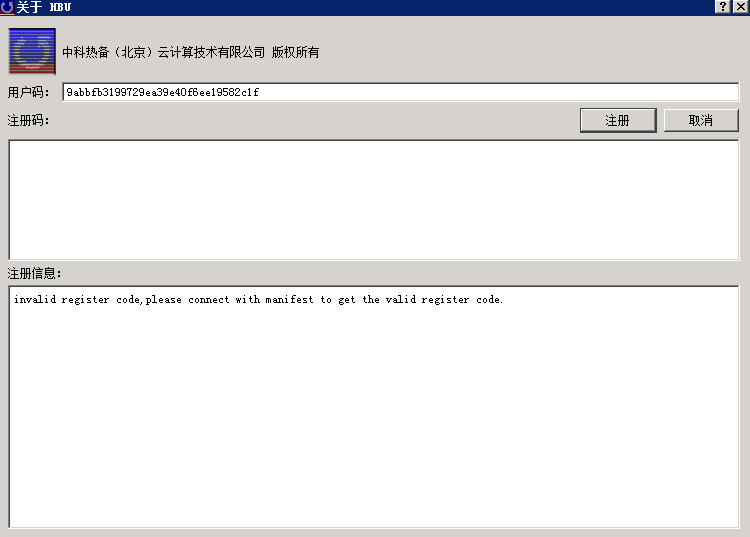 关于 HBU
中科热备（北京）云计算技术有限公司 版权所有
用户码: 9abbfb3199729ea39e40f6ee19582c1f
注册码:
注册 取消
注册信息:
invalid register code,please connect with manifest to get the valid register code.